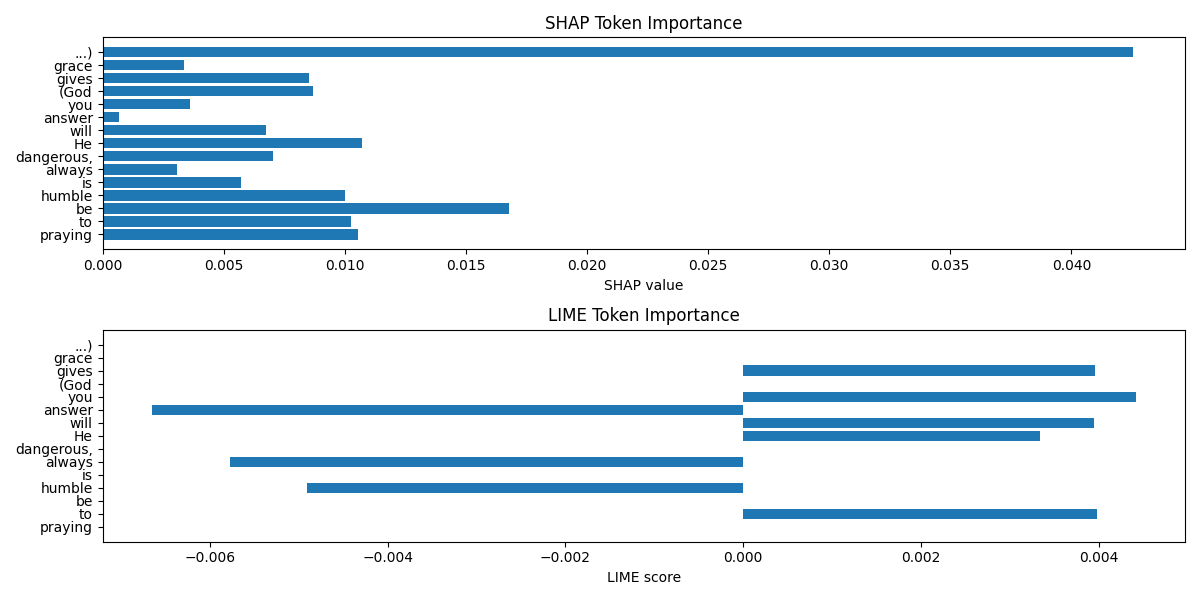 SHAP Token Importance
...)
grace
gives
(God
you
answer
will
He
dangerous,
always
is
humble
be
to
praying
0.000 0.005 0.010 0.015 0.020 0.025 0.030 0.035 0.040
SHAP value
LIME Token Importance
...)
grace
gives
(God
you
answer
will
He
dangerous,
always
is
humble
be
to
praying
−0.006 −0.004 −0.002 0.000 0.002 0.004
LIME score